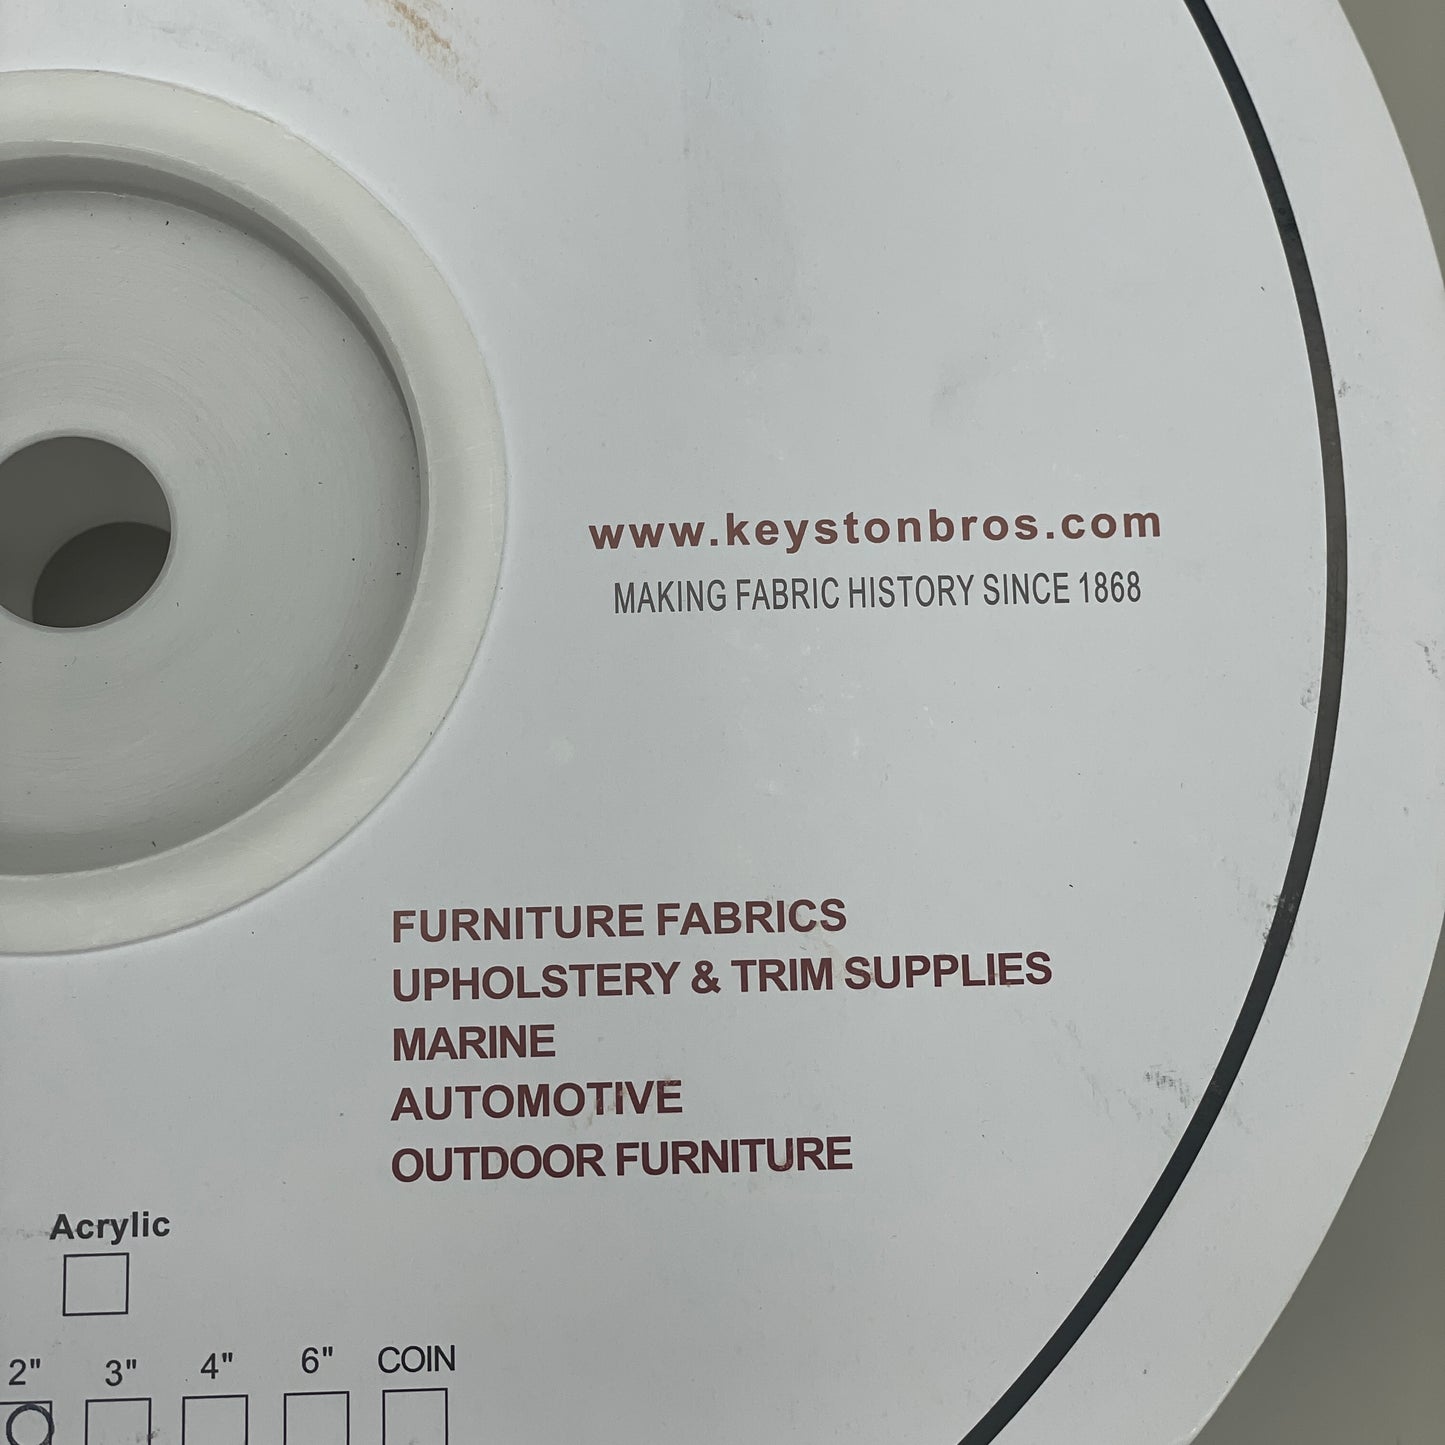 www.keystonbros.com
MAKING FABRIC HISTORY SINCE 1868
FURNITURE FABRICS
UPHOLSTERY & TRIM SUPPLIES
MARINE
AUTOMOTIVE
OUTDOOR FURNITURE
Acrylic
2" 3" 4" 6" COIN